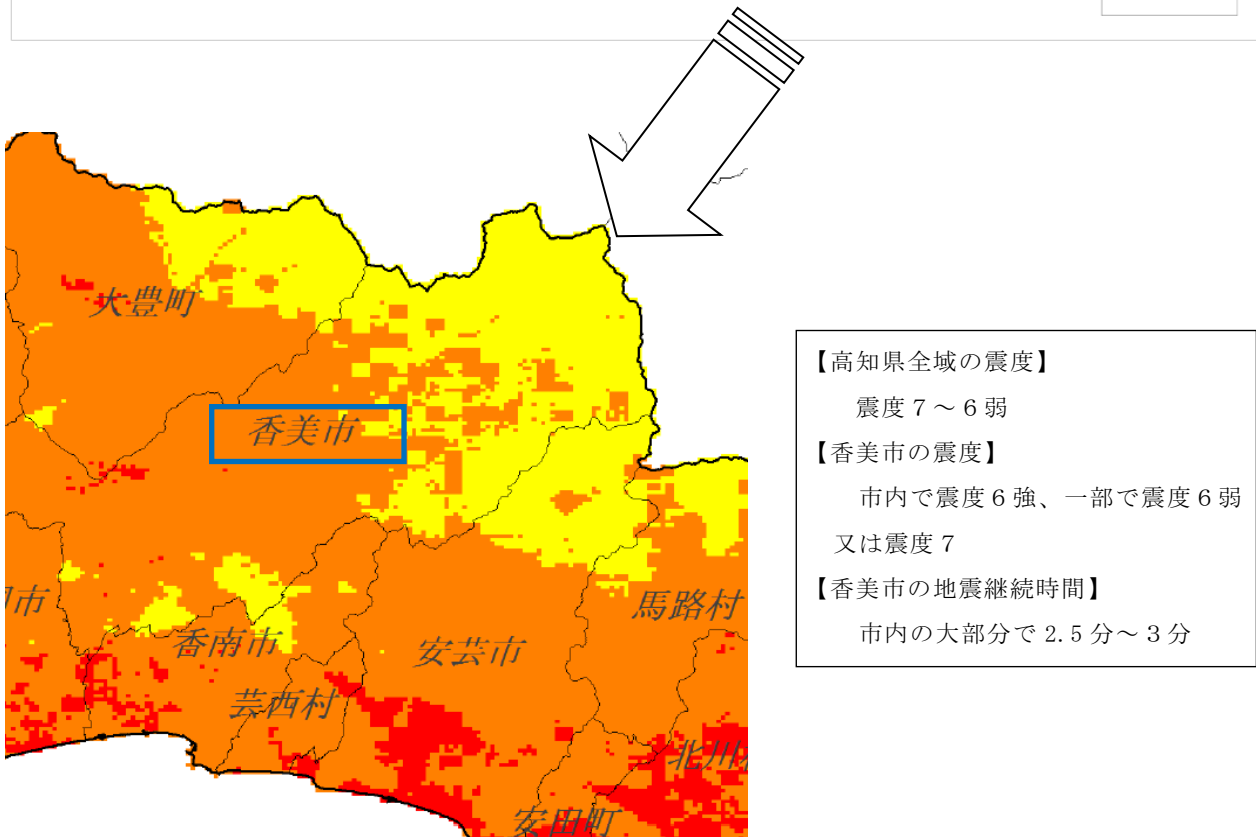 大豊町
香美市
市
香南市
芸西村
安芸市
馬路村
北川
安田町
【高知県全域の震度】
震度7～6弱
【香美市の震度】
市内で震度6強、一部で震度6弱
又は震度7
【香美市の地震継続時間】
市内の大部分で 2.5 分～3分